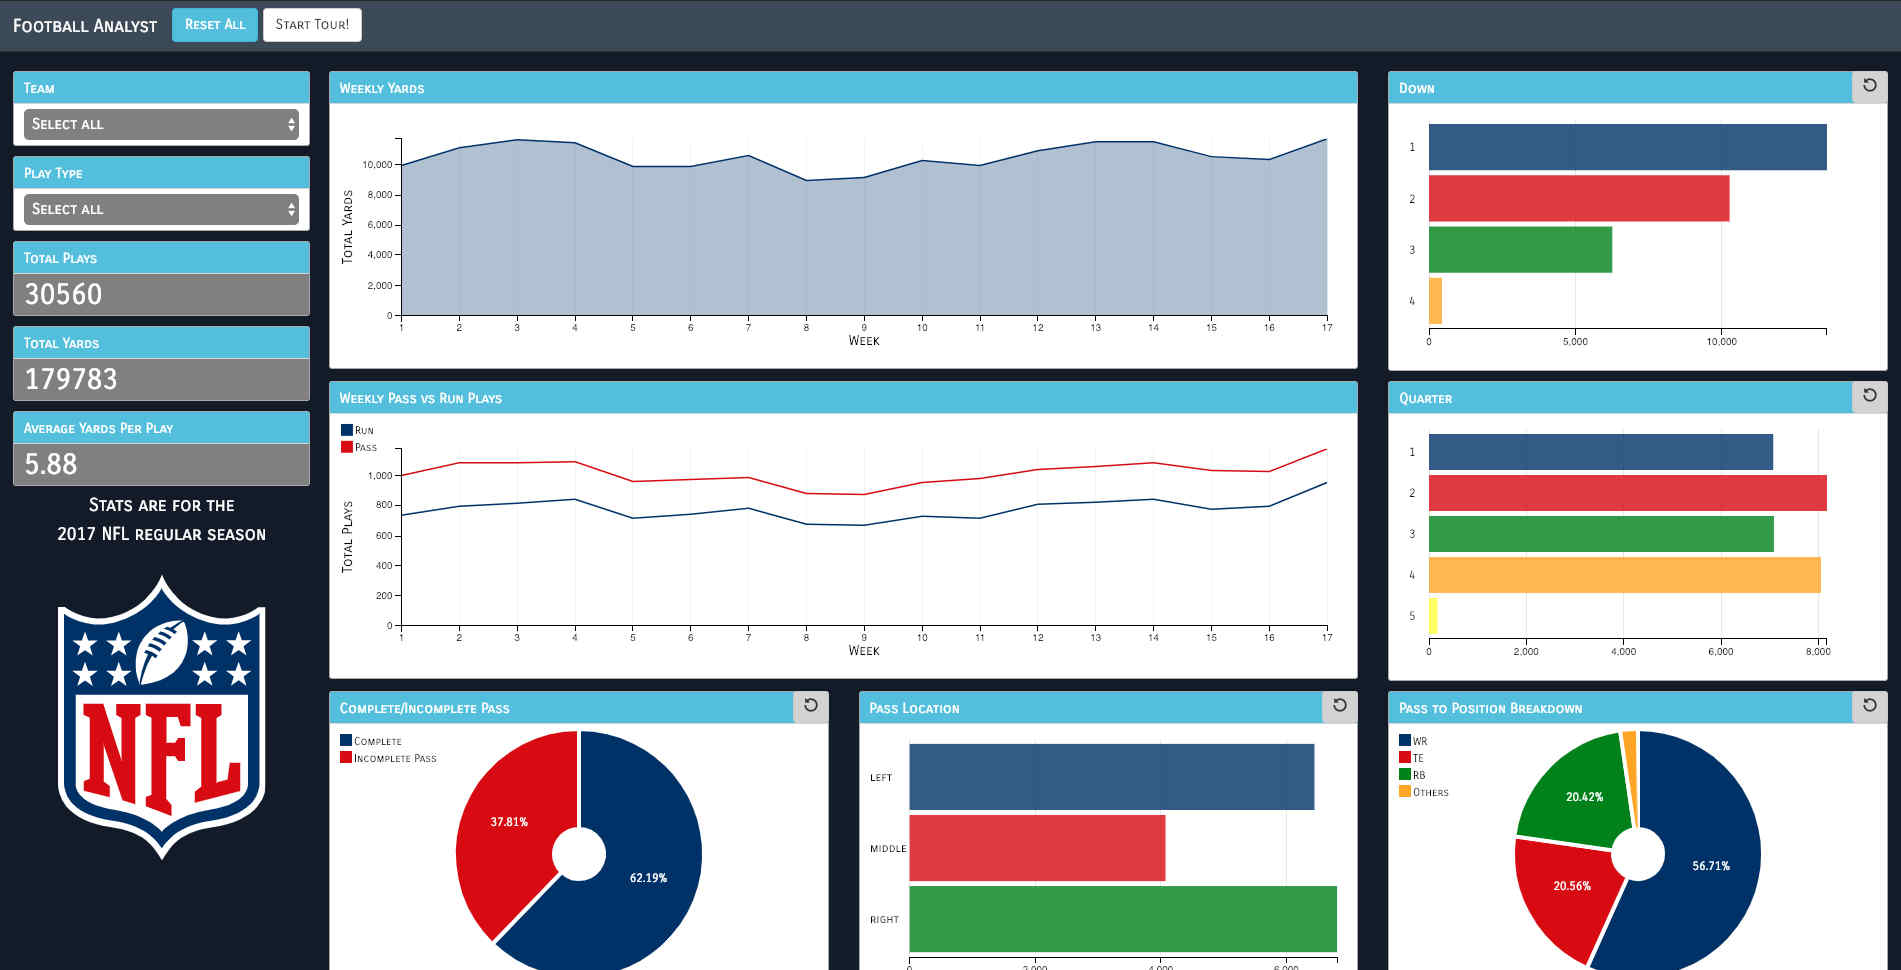 Football Analyst
Reset All
Start Tour!
Team
Select all
Play Type
Select all
Total Plays
30560
Total Yards
179783
Average Yards Per Play
5.88
Stats are for the
2017 NFL regular season
NFL
Weekly Yards
Total Yards
10,000
8,000
6,000
4,000
2,000
0
1 2 3 4 5 6 7 8 9 10 11 12 13 14 15 16 17
Week
Weekly Pass vs Run Plays
Run
Pass
Total Plays
1,000
800
600
400
200
0
1 2 3 4 5 6 7 8 9 10 11 12 13 14 15 16 17
Week
Down
1
2
3
4
0 5,000 10,000
Quarter
1
2
3
4
5
0 2,000 4,000 6,000 8,000
Complete/Incomplete Pass
Complete
Incomplete Pass
37.81%
62.19%
Pass Location
left
middle
right
0 2,000 4,000 6,000
Pass to Position Breakdown
WR
TE
RB
Others
20.42%
56.71%
20.56%